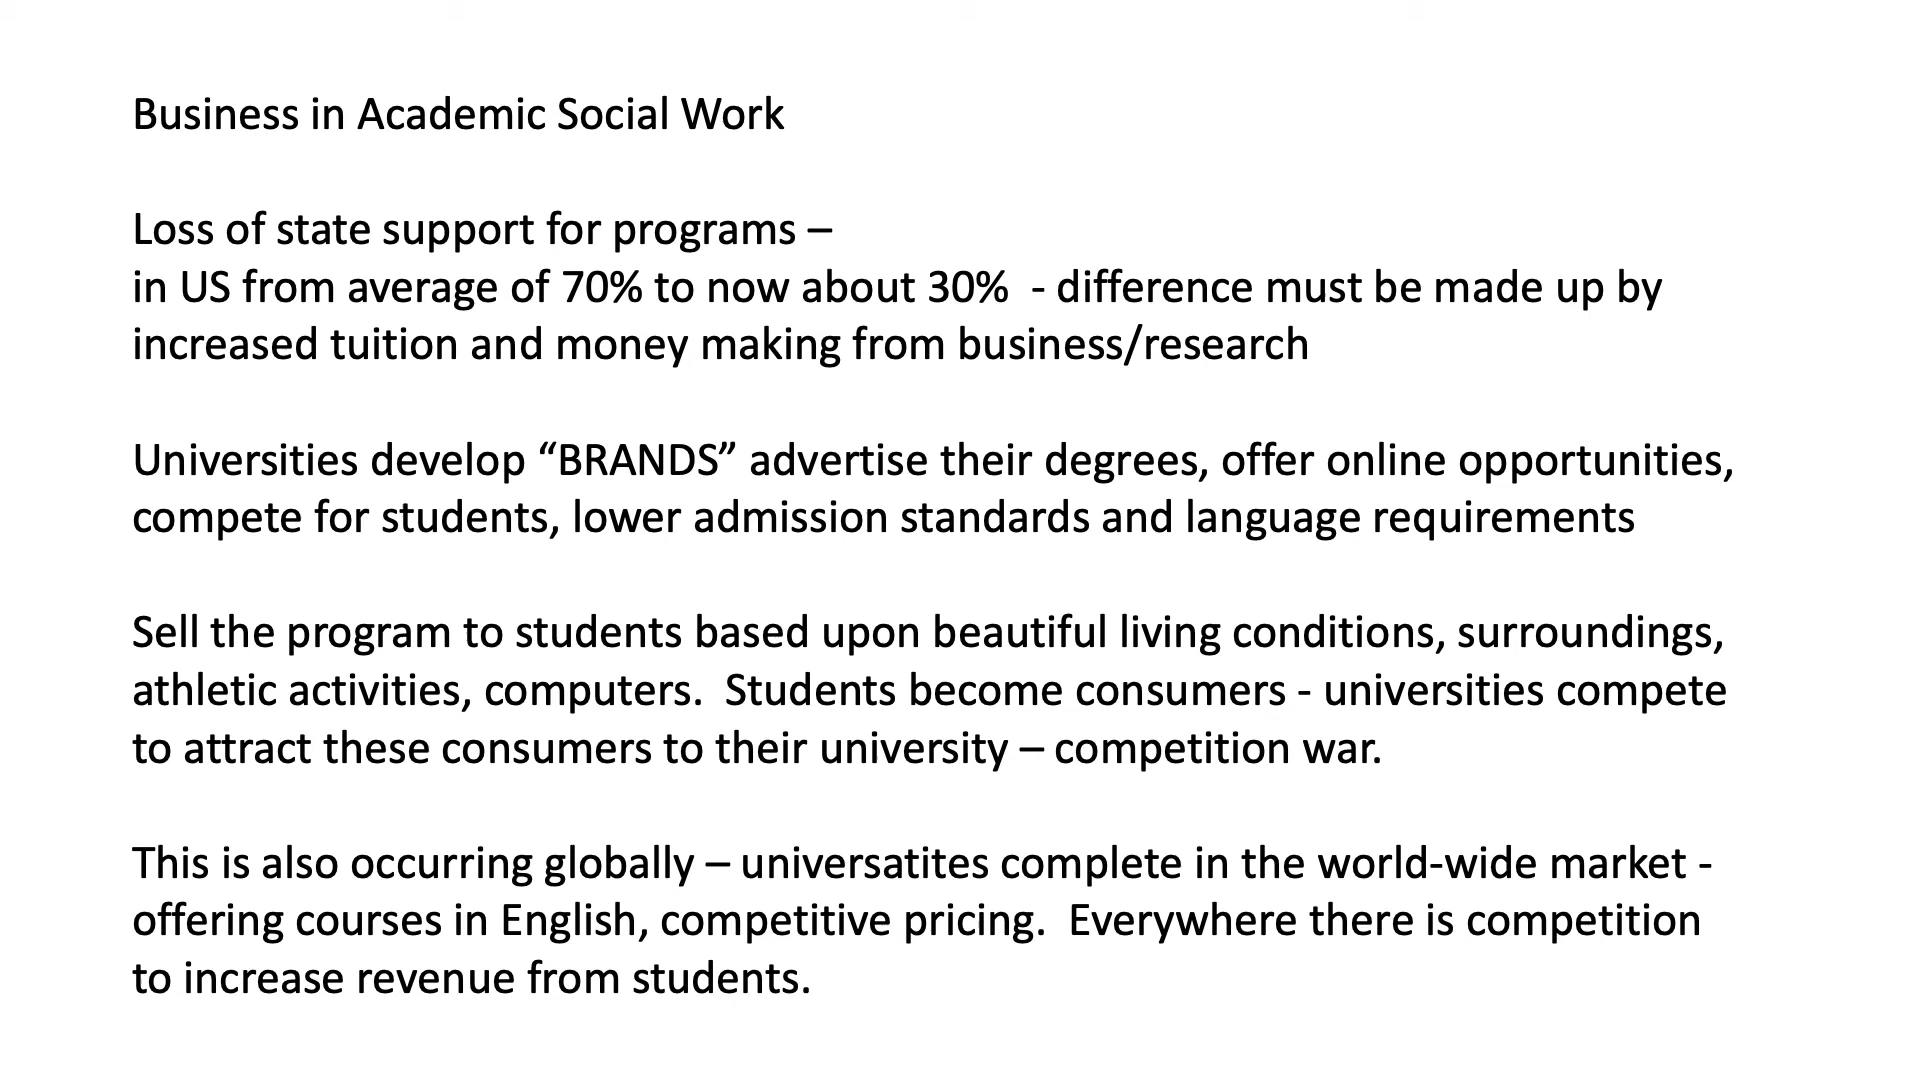 Business in Academic Social Work
Loss of state support for programs –
in US from average of 70% to now about 30%  - difference must be made up by
increased tuition and money making from business/research
Universities develop “BRANDS” advertise their degrees, offer online opportunities,
compete for students, lower admission standards and language requirements
Sell the program to students based upon beautiful living conditions, surroundings,
athletic activities, computers.  Students become consumers - universities compete
to attract these consumers to their university – competition war.
This is also occurring globally – universatites complete in the world-wide market -
offering courses in English, competitive pricing.  Everywhere there is competition
to increase revenue from students.